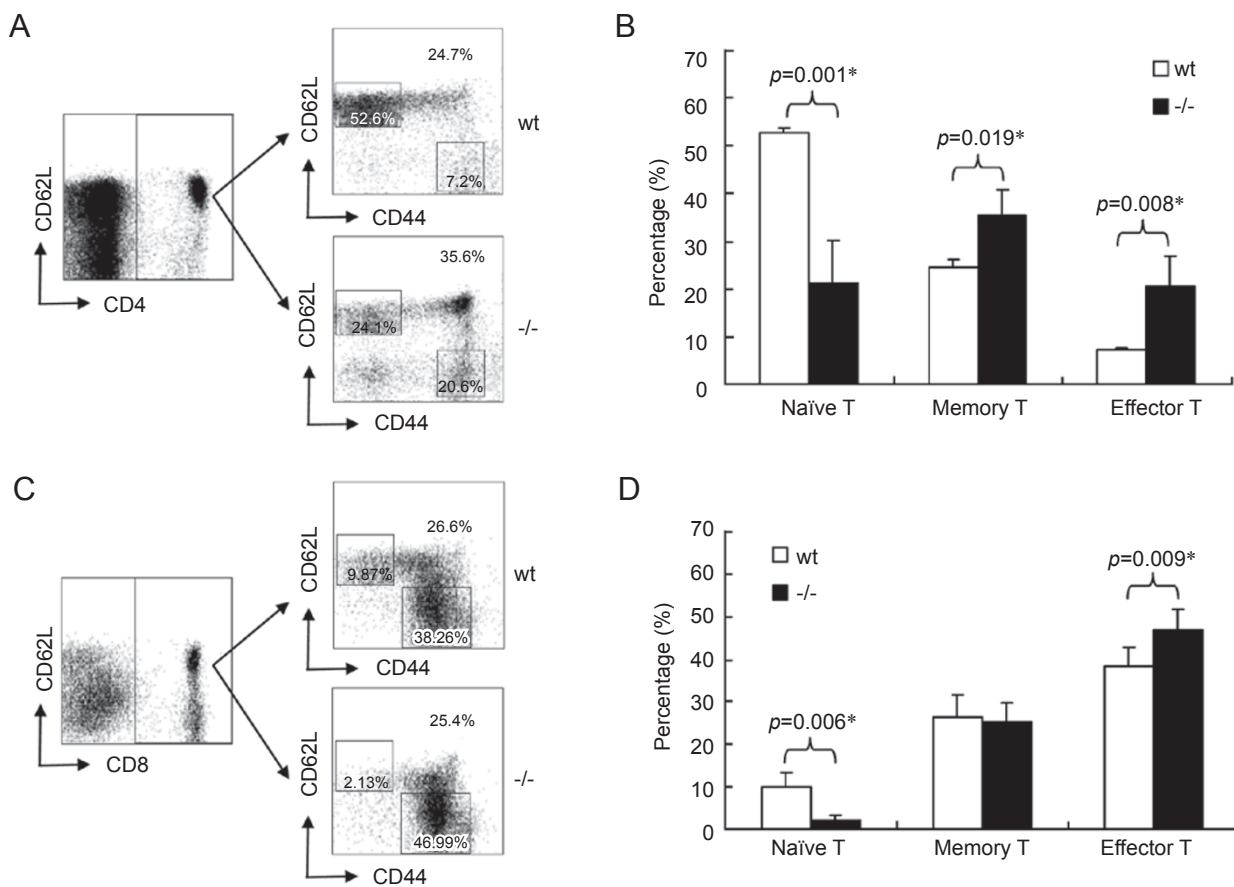 A
CD62L
CD4
CD62L
24.7%
52.6%
7.2%
CD44
wt
CD62L
35.6%
24.1%
20.6%
CD44
-/-
B
Percentage (%)
70
60
50
40
30
20
10
0
wt
-/-
p=0.001*
p=0.019*
p=0.008*
Naïve T
Memory T
Effector T
C
CD62L
CD8
CD62L
26.6%
9.87%
38.26%
CD44
wt
CD62L
25.4%
2.13%
46.99%
CD44
-/-
D
Percentage (%)
70
60
50
40
30
20
10
0
wt
-/-
p=0.006*
p=0.009*
Naïve T
Memory T
Effector T